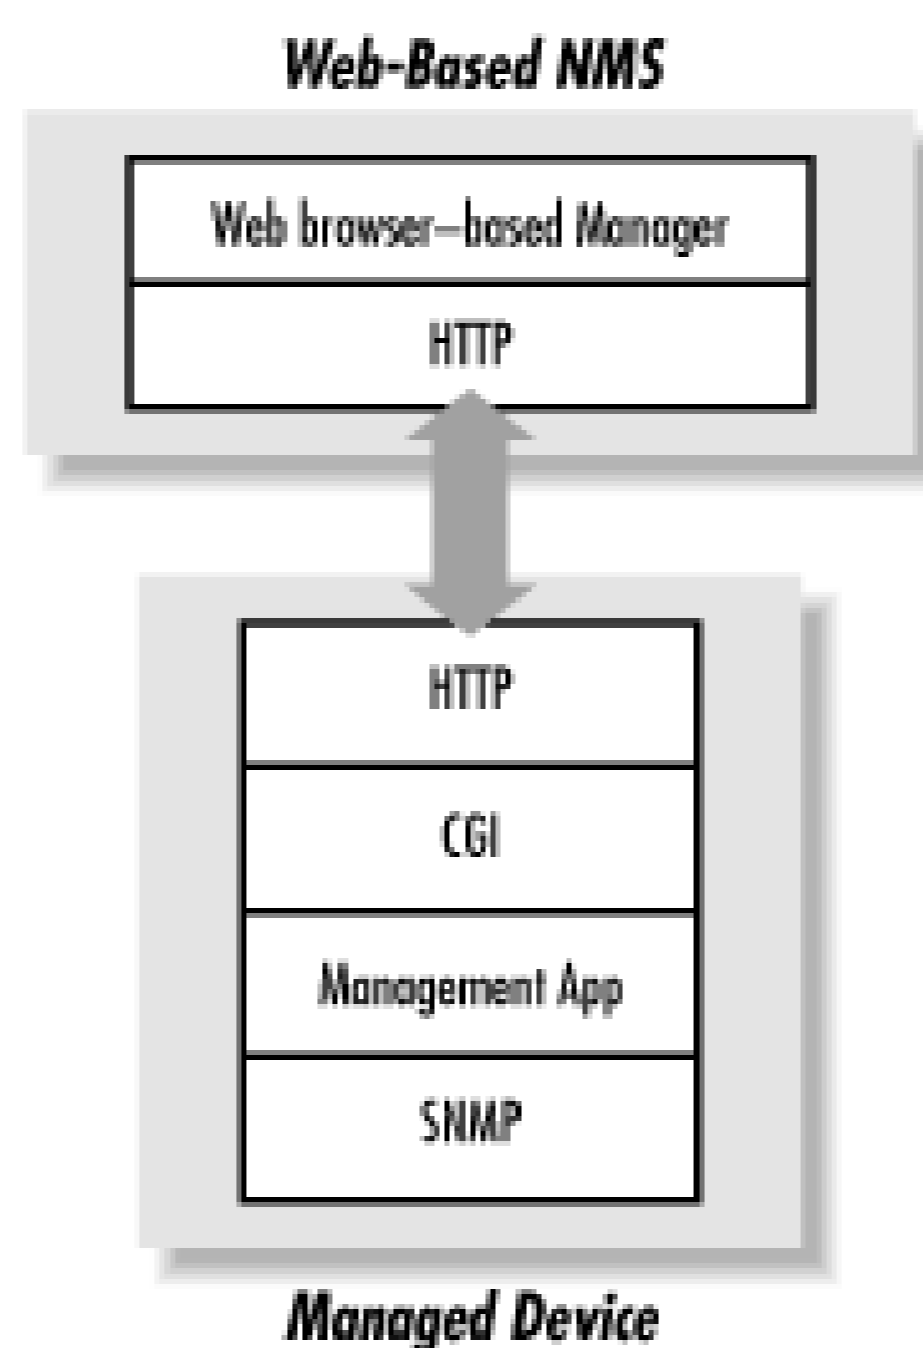 Web-Based NMS
Web browser–based Manager
HTTP
HTTP
CGI
Management App
SNMP
Managed Device